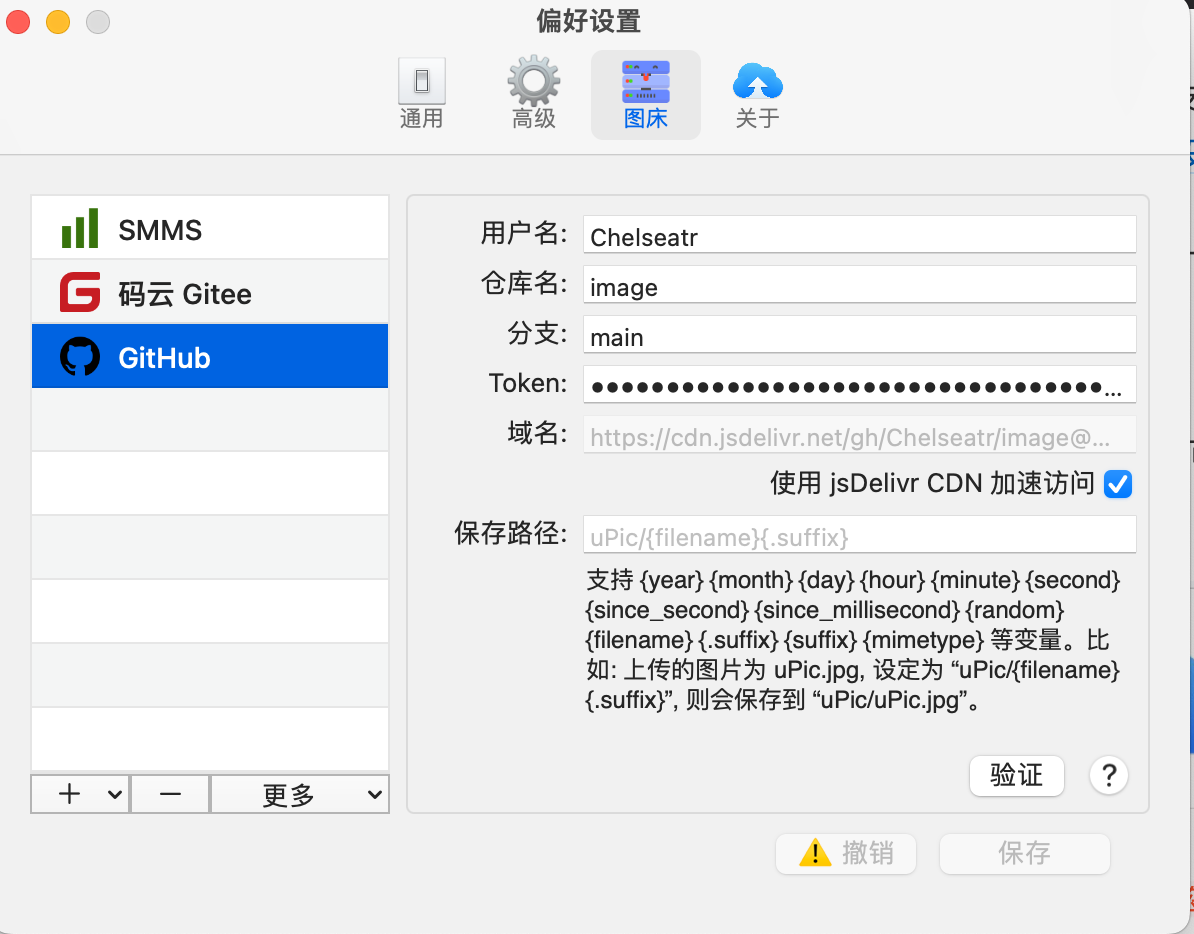 偏好设置
通用
高级
图床
关于
SMMS
码云 Gitee
GitHub
更多
用户名:
Chelseatr
仓库名:
image
分支:
main
Token:
●●●●●●●●●●●●●●●●●●●●●●●●●●●●●●●●●●...
域名:
https://cdn.jsdelivr.net/gh/Chelseatr/image@...
使用 jsDelivr CDN 加速访问
保存路径:
uPic/{filename}{.suffix}
支持 {year} {month} {day} {hour} {minute} {second}
{since_second} {since_millisecond} {random}
{filename} {.suffix} {suffix} {mimetype} 等变量。比
如: 上传的图片为 uPic.jpg, 设定为 “uPic/{filename}
{.suffix}”, 则会保存到 “uPic/uPic.jpg”。
验证
?
撤销
保存